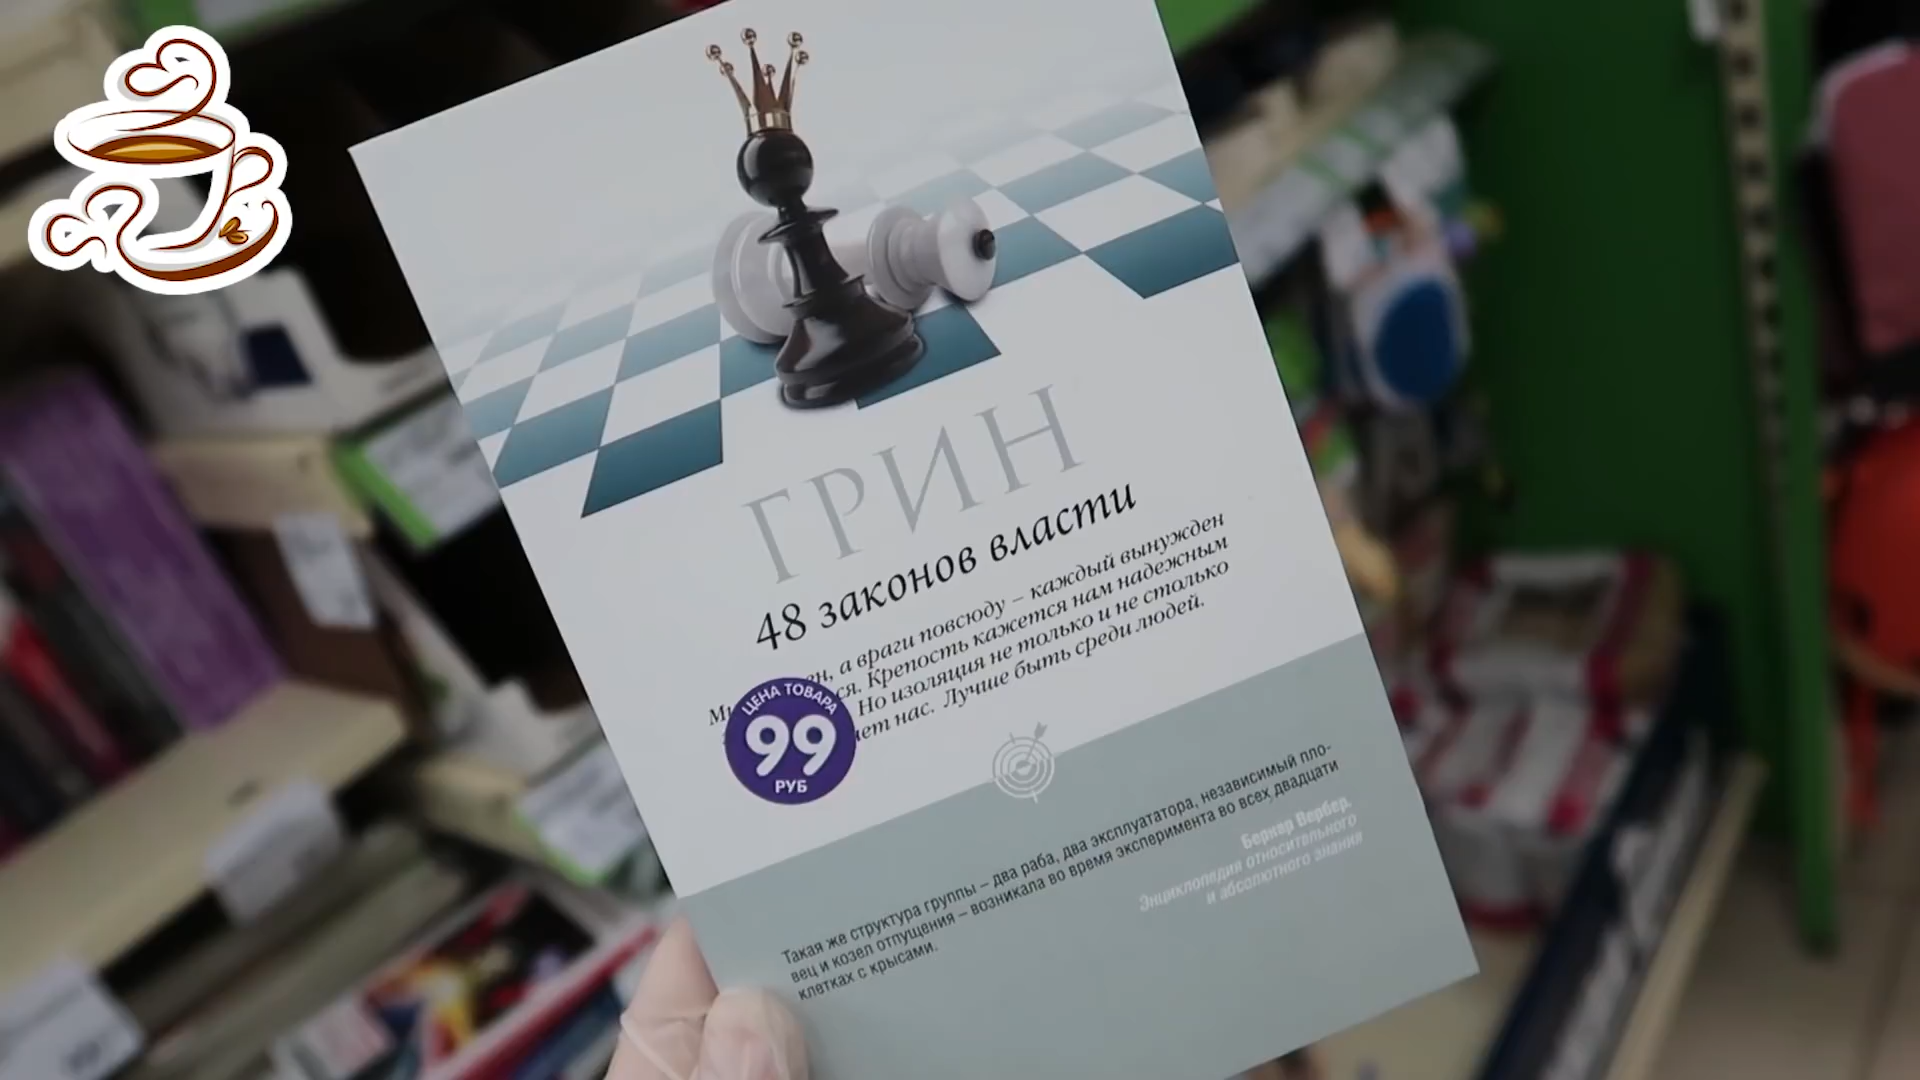 ГРИН
48 законов власти
а враги повсюду – каждый вынужден
Крепость кажется нам надежным
Но изоляция не только и не столько
нас. Лучше быть среди людей.
ЦЕНА ТОВАРА
99
РУБ
Такая же структура группы – два раба, два эксплуататора, независимый пло-
вец и козел отпущения – возникала во время эксперимента во всех двадцати
клетках с крысами.
Бернар Вербер.
Энциклопедия относительного
и абсолютного знания